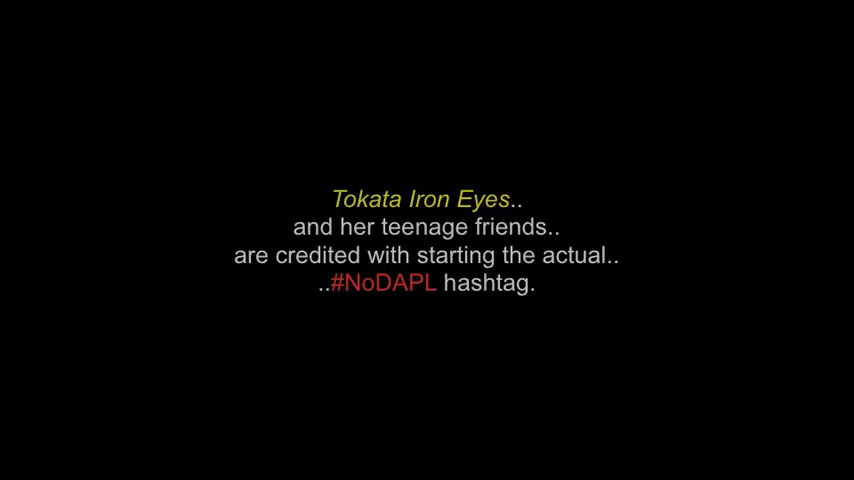 Tokata Iron Eyes..
and her teenage friends..
are credited with starting the actual..
..#NoDAPL hashtag.